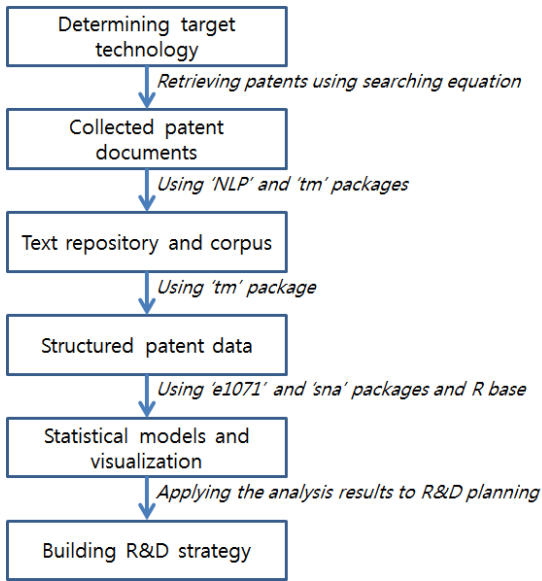 Determining target
technology
Retrieving patents using searching equation
Collected patent
documents
Using ‘NLP’ and ‘tm’ packages
Text repository and corpus
Using ‘tm’ package
Structured patent data
Using ‘e1071’ and ‘sna’ packages and R base
Statistical models and
visualization
Applying the analysis results to R&D planning
Building R&D strategy